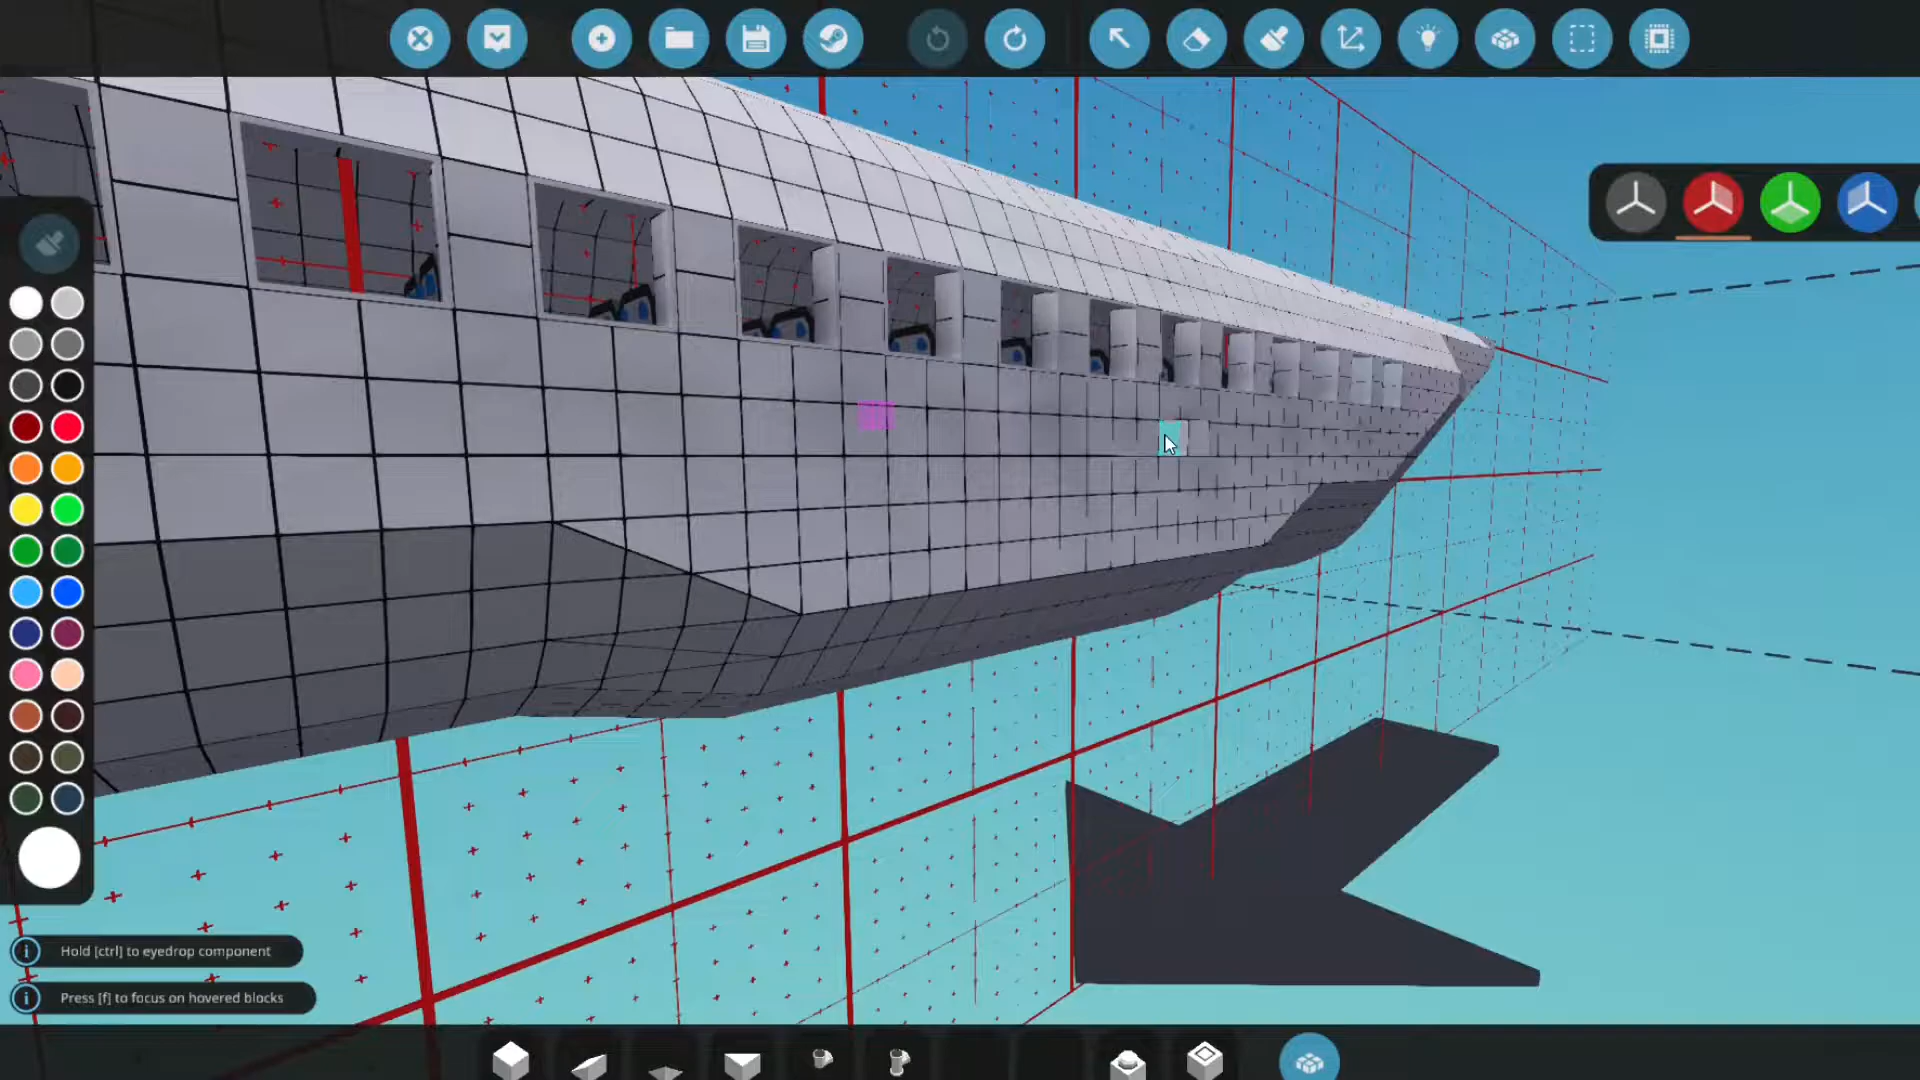 Hold [ctrl] to eyedrop component
Press [f] to focus on hovered blocks